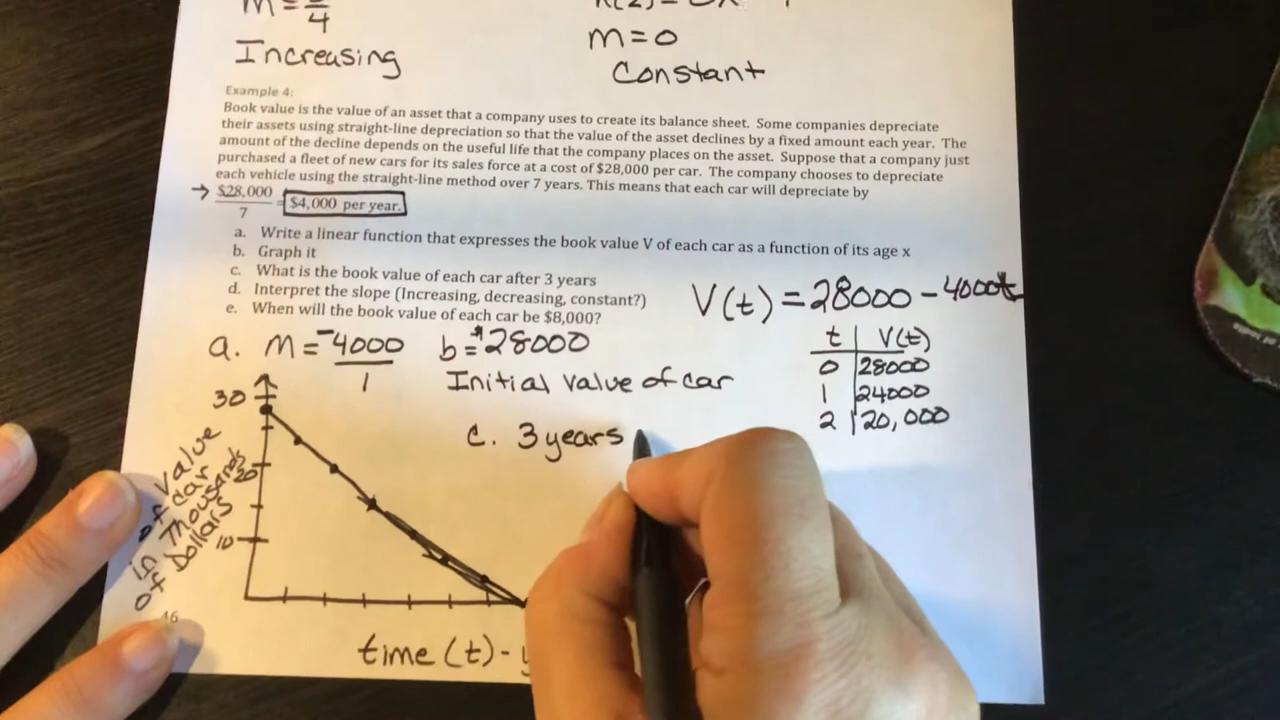 4
m = 0
Increasing
Constant
Example 4:
Book value is the value of an asset that a company uses to create its balance sheet. Some companies depreciate
their assets using straight-line depreciation so that the value of the asset declines by a fixed amount each year. The
amount of the decline depends on the useful life that the company places on the asset. Suppose that a company just
purchased a fleet of new cars for its sales force at a cost of $28,000 per car. The company chooses to depreciate
each vehicle using the straight-line method over 7 years. This means that each car will depreciate by
→ $28,000
7
= $4,000 per year.
a. Write a linear function that expresses the book value V of each car as a function of its age x
b. Graph it
c. What is the book value of each car after 3 years
d. Interpret the slope (Increasing, decreasing, constant?)
e. When will the book value of each car be $8,000?
V(t) = 28000 - 4000t
a. m = -4000
1
b = $28000
Initial value of car
t | V(t)
0 | 28000
1 | 24000
2 | 20,000
c. 3 years
30
20
10
value
of car
in Thousands
of Dollars
time (t) -
46